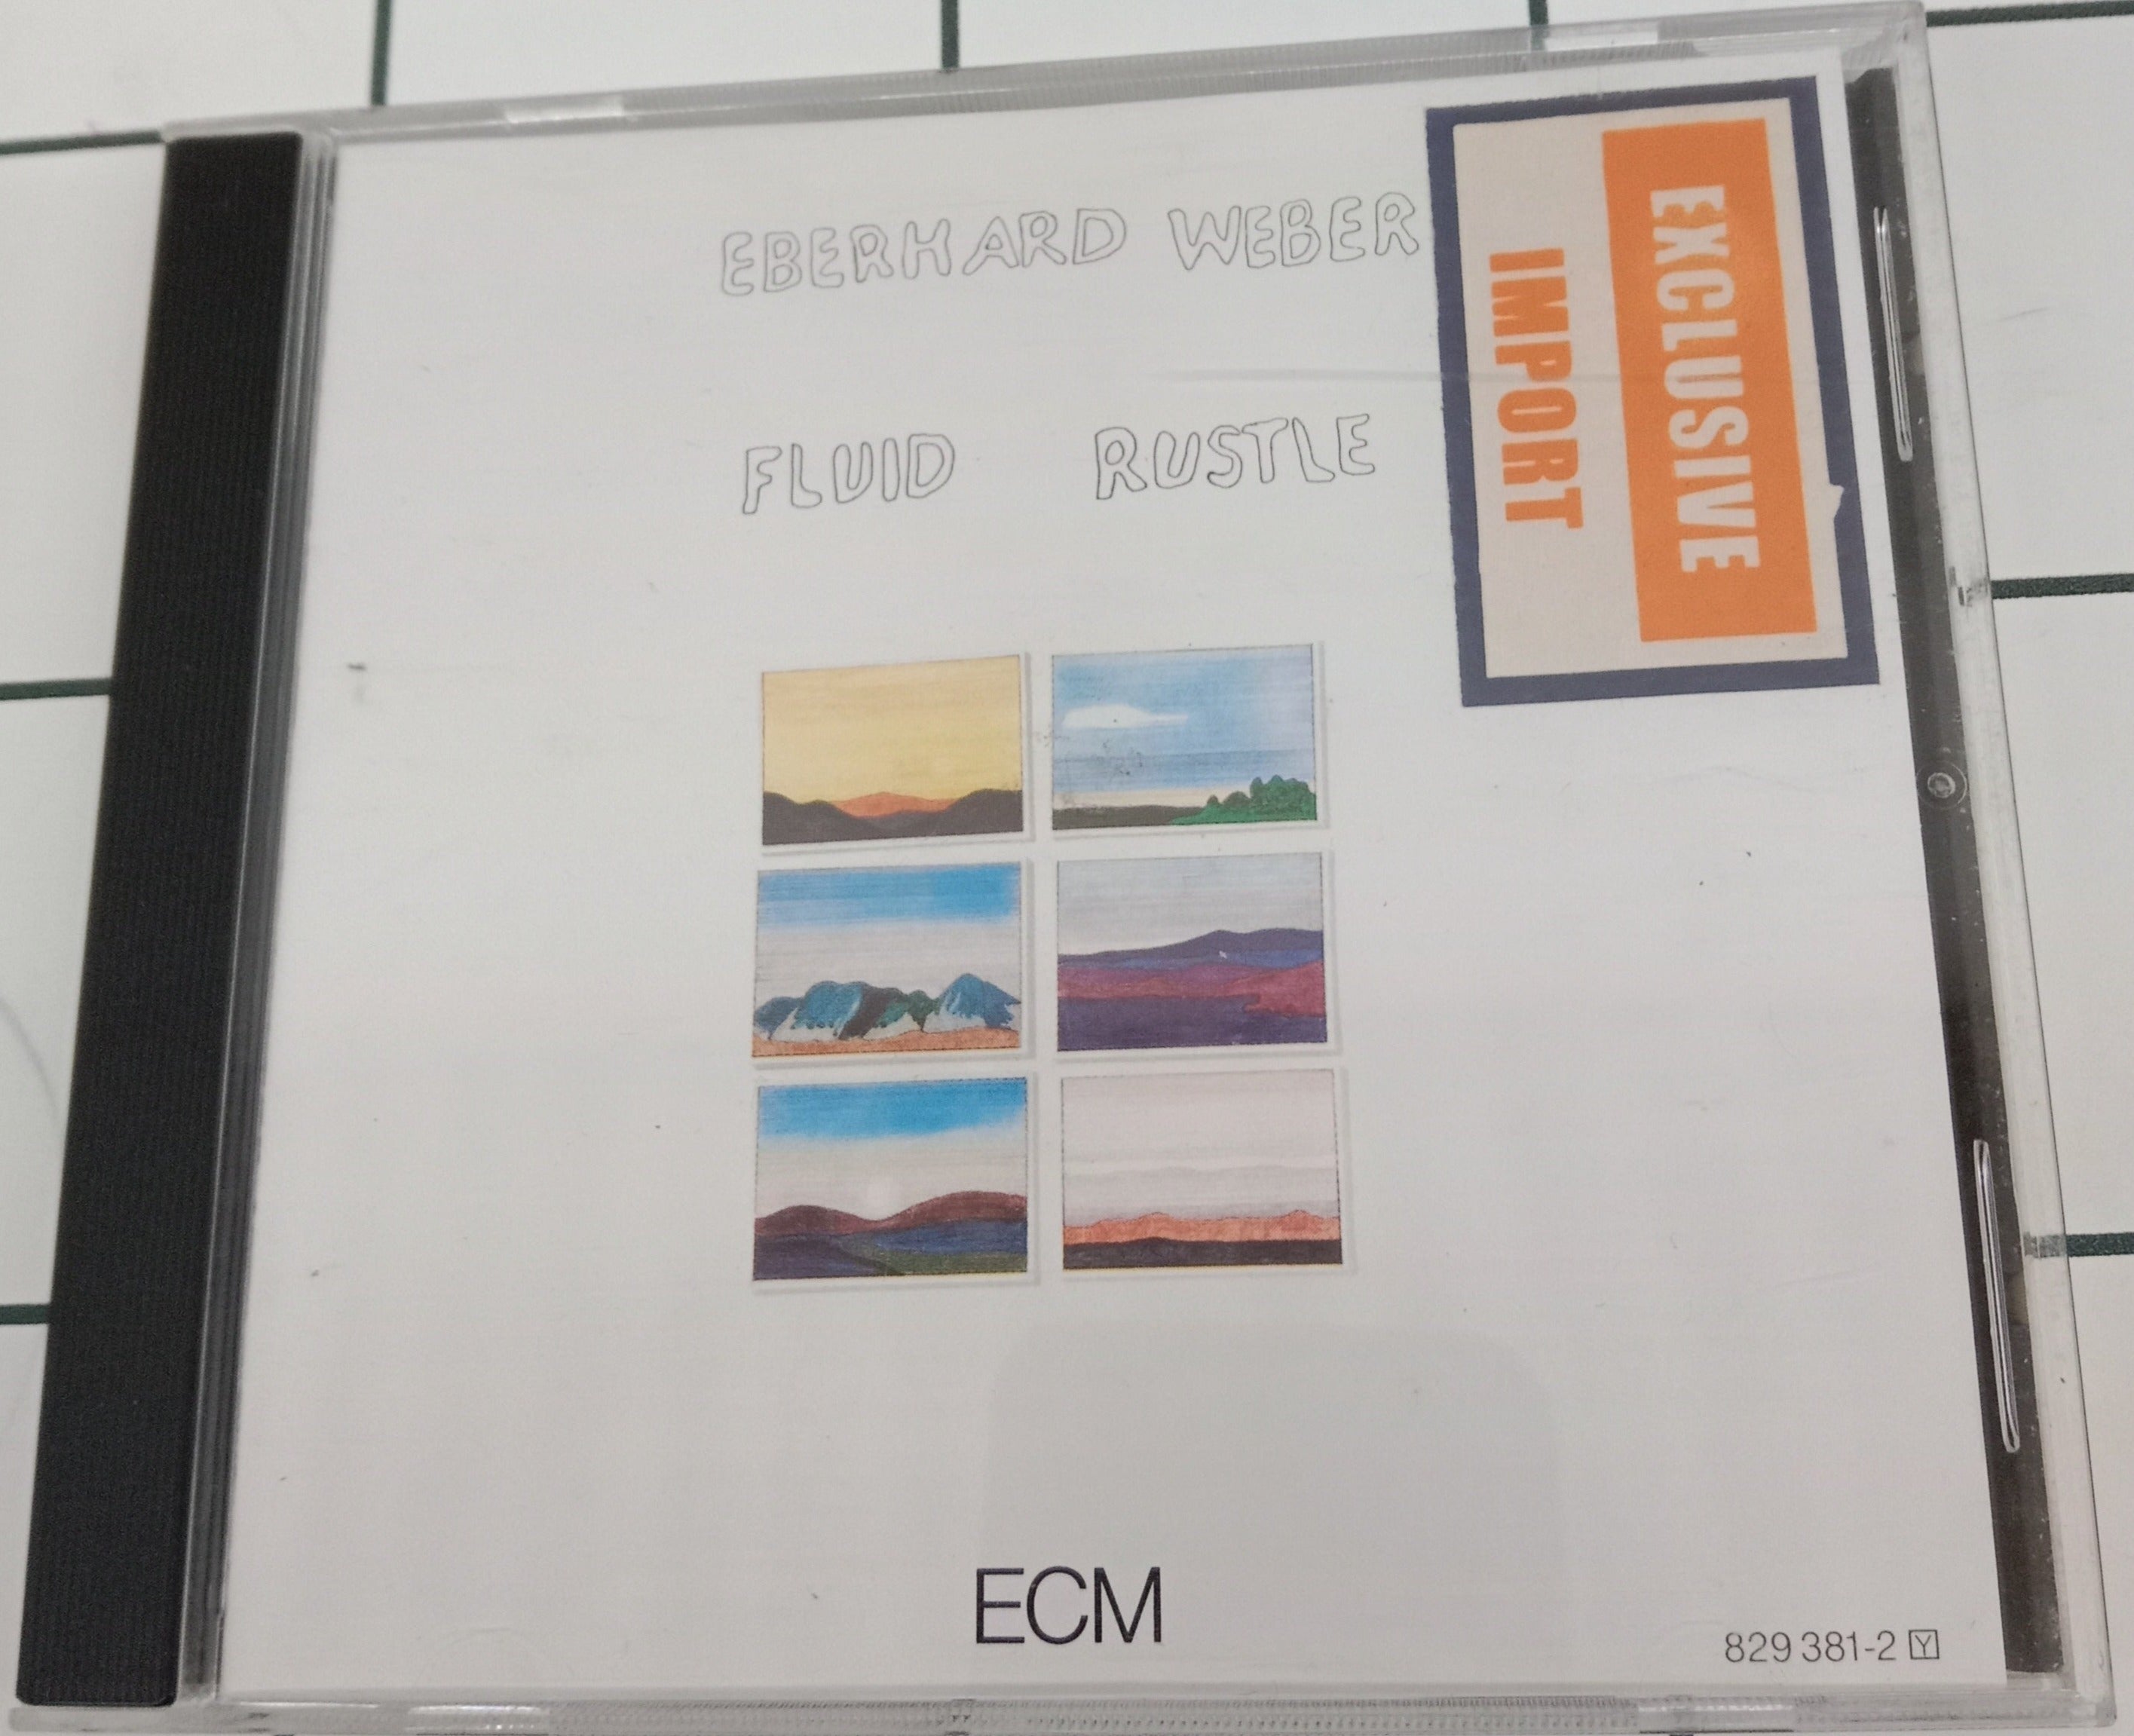 EBERHARD WEBER
FLUID RUSTLE
EXCLUSIVE
IMPORT
ECM
829 381-2 Y